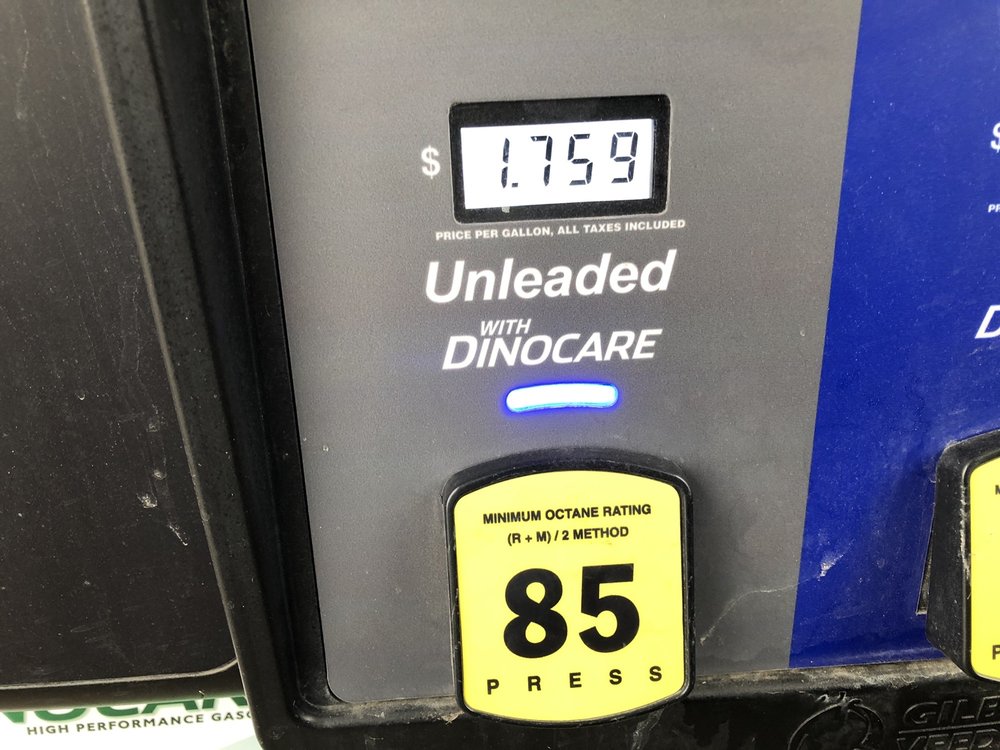 $ 1.759
PRICE PER GALLON, ALL TAXES INCLUDED
Unleaded
WITH
DINOCARE
MINIMUM OCTANE RATING
(R + M) / 2 METHOD
85
PRESS
HIGH PERFORMANCE
$